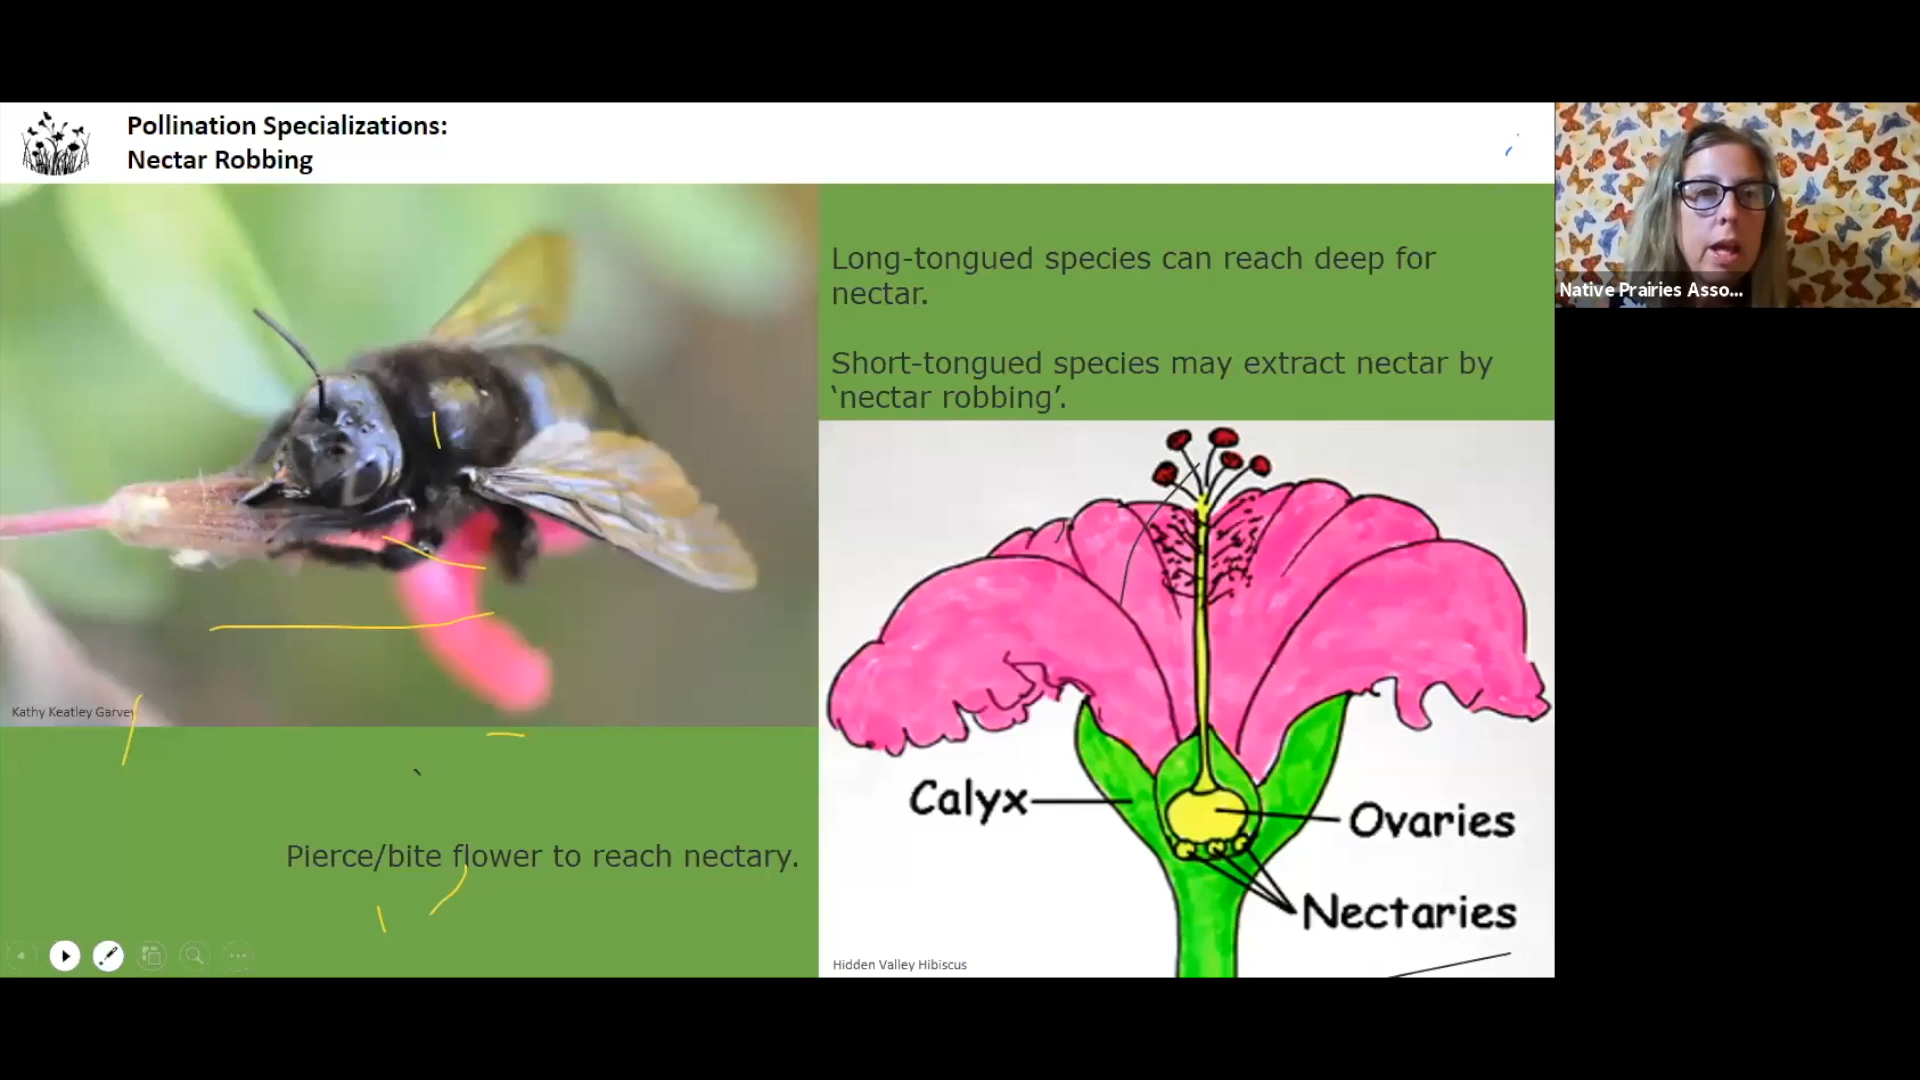 Pollination Specializations:
Nectar Robbing
Native Prairies Asso...
Long-tongued species can reach deep for
nectar.
Short-tongued species may extract nectar by
‘nectar robbing’.
Kathy Keatley Garvey
Pierce/bite flower to reach nectary.
Calyx
Ovaries
Nectaries
Hidden Valley Hibiscus